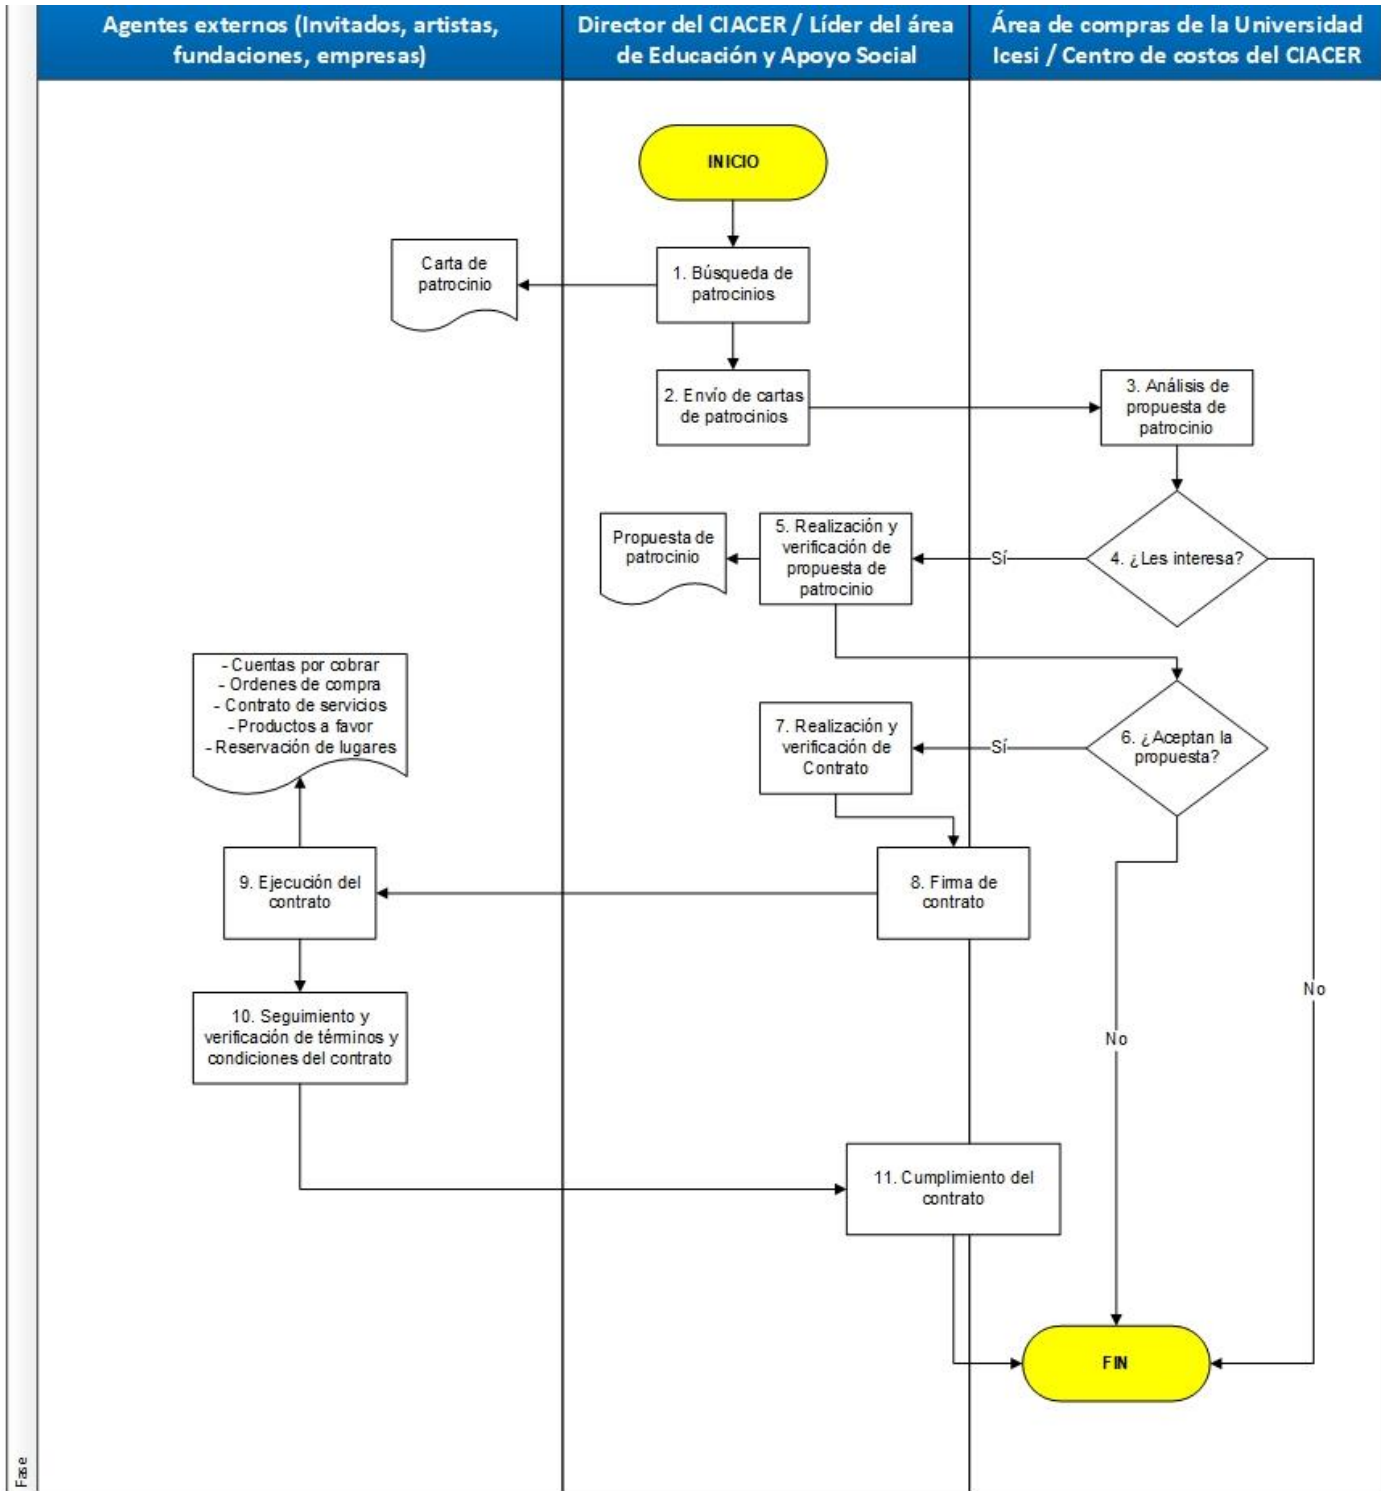 Agentes externos (Invitados, artistas,
fundaciones, empresas)
Director del CIACER / Líder del área
de Educación y Apoyo Social
Área de compras de la Universidad
Icesi / Centro de costos del CIACER
INICIO
Carta de
patrocinio
1. Búsqueda de
patrocinios
2. Envío de cartas
de patrocinios
3. Análisis de
propuesta de
patrocinio
Propuesta de
patrocinio
5. Realización y
verificación de
propuesta de
patrocinio
Sí
4. ¿Les interesa?
- Cuentas por cobrar
- Ordenes de compra
- Contrato de servicios
- Productos a favor
- Reservación de lugares
7. Realización y
verificación de
Contrato
Sí
6. ¿Aceptan la
propuesta?
9. Ejecución del
contrato
8. Firma de
contrato
No
10. Seguimiento y
verificación de términos y
condiciones del contrato
No
11. Cumplimiento del
contrato
FIN
Fase